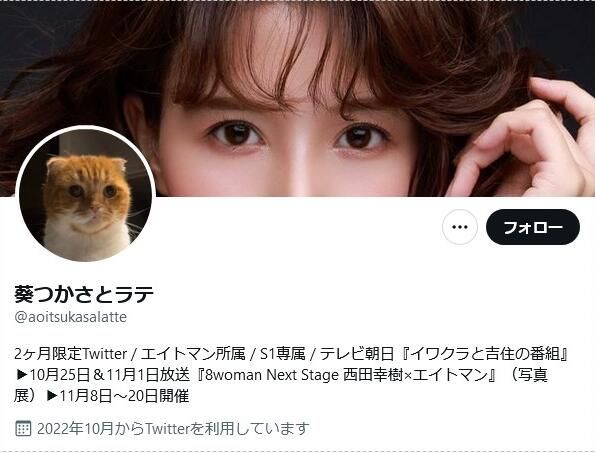 フォロー
葵つかさとラテ
@aoitsukasalatte
2ヶ月限定Twitter / エイトマン所属 / S1専属 / テレビ朝日『イワクラと吉住の番組』
▶10月25日＆11月1日放送『8woman Next Stage 西田幸樹×エイトマン』（写真
展）▶11月8日〜20日開催
2022年10月からTwitterを利用しています